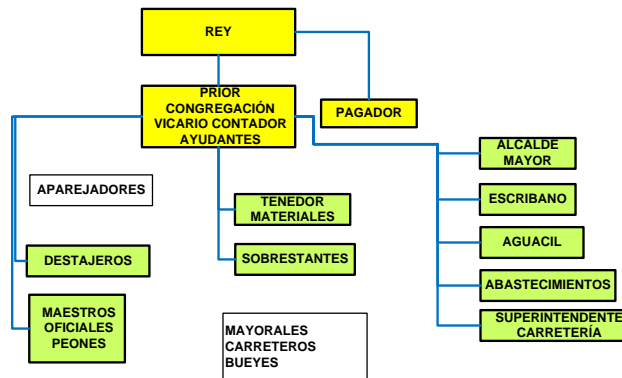 REY
PRIOR
CONGREGACIÓN
VICARIO CONTADOR
AYUDANTES
PAGADOR
ALCALDE
MAYOR
APAREJADORES
TENEDOR
MATERIALES
ESCRIBANO
AGUACIL
DESTAJEROS
SOBRESTANTES
ABASTECIMIENTOS
MAESTROS
OFICIALES
PEONES
SUPERINTENDENTE
CARRETERÍA
MAYORALES
CARRETEROS
BUEYES